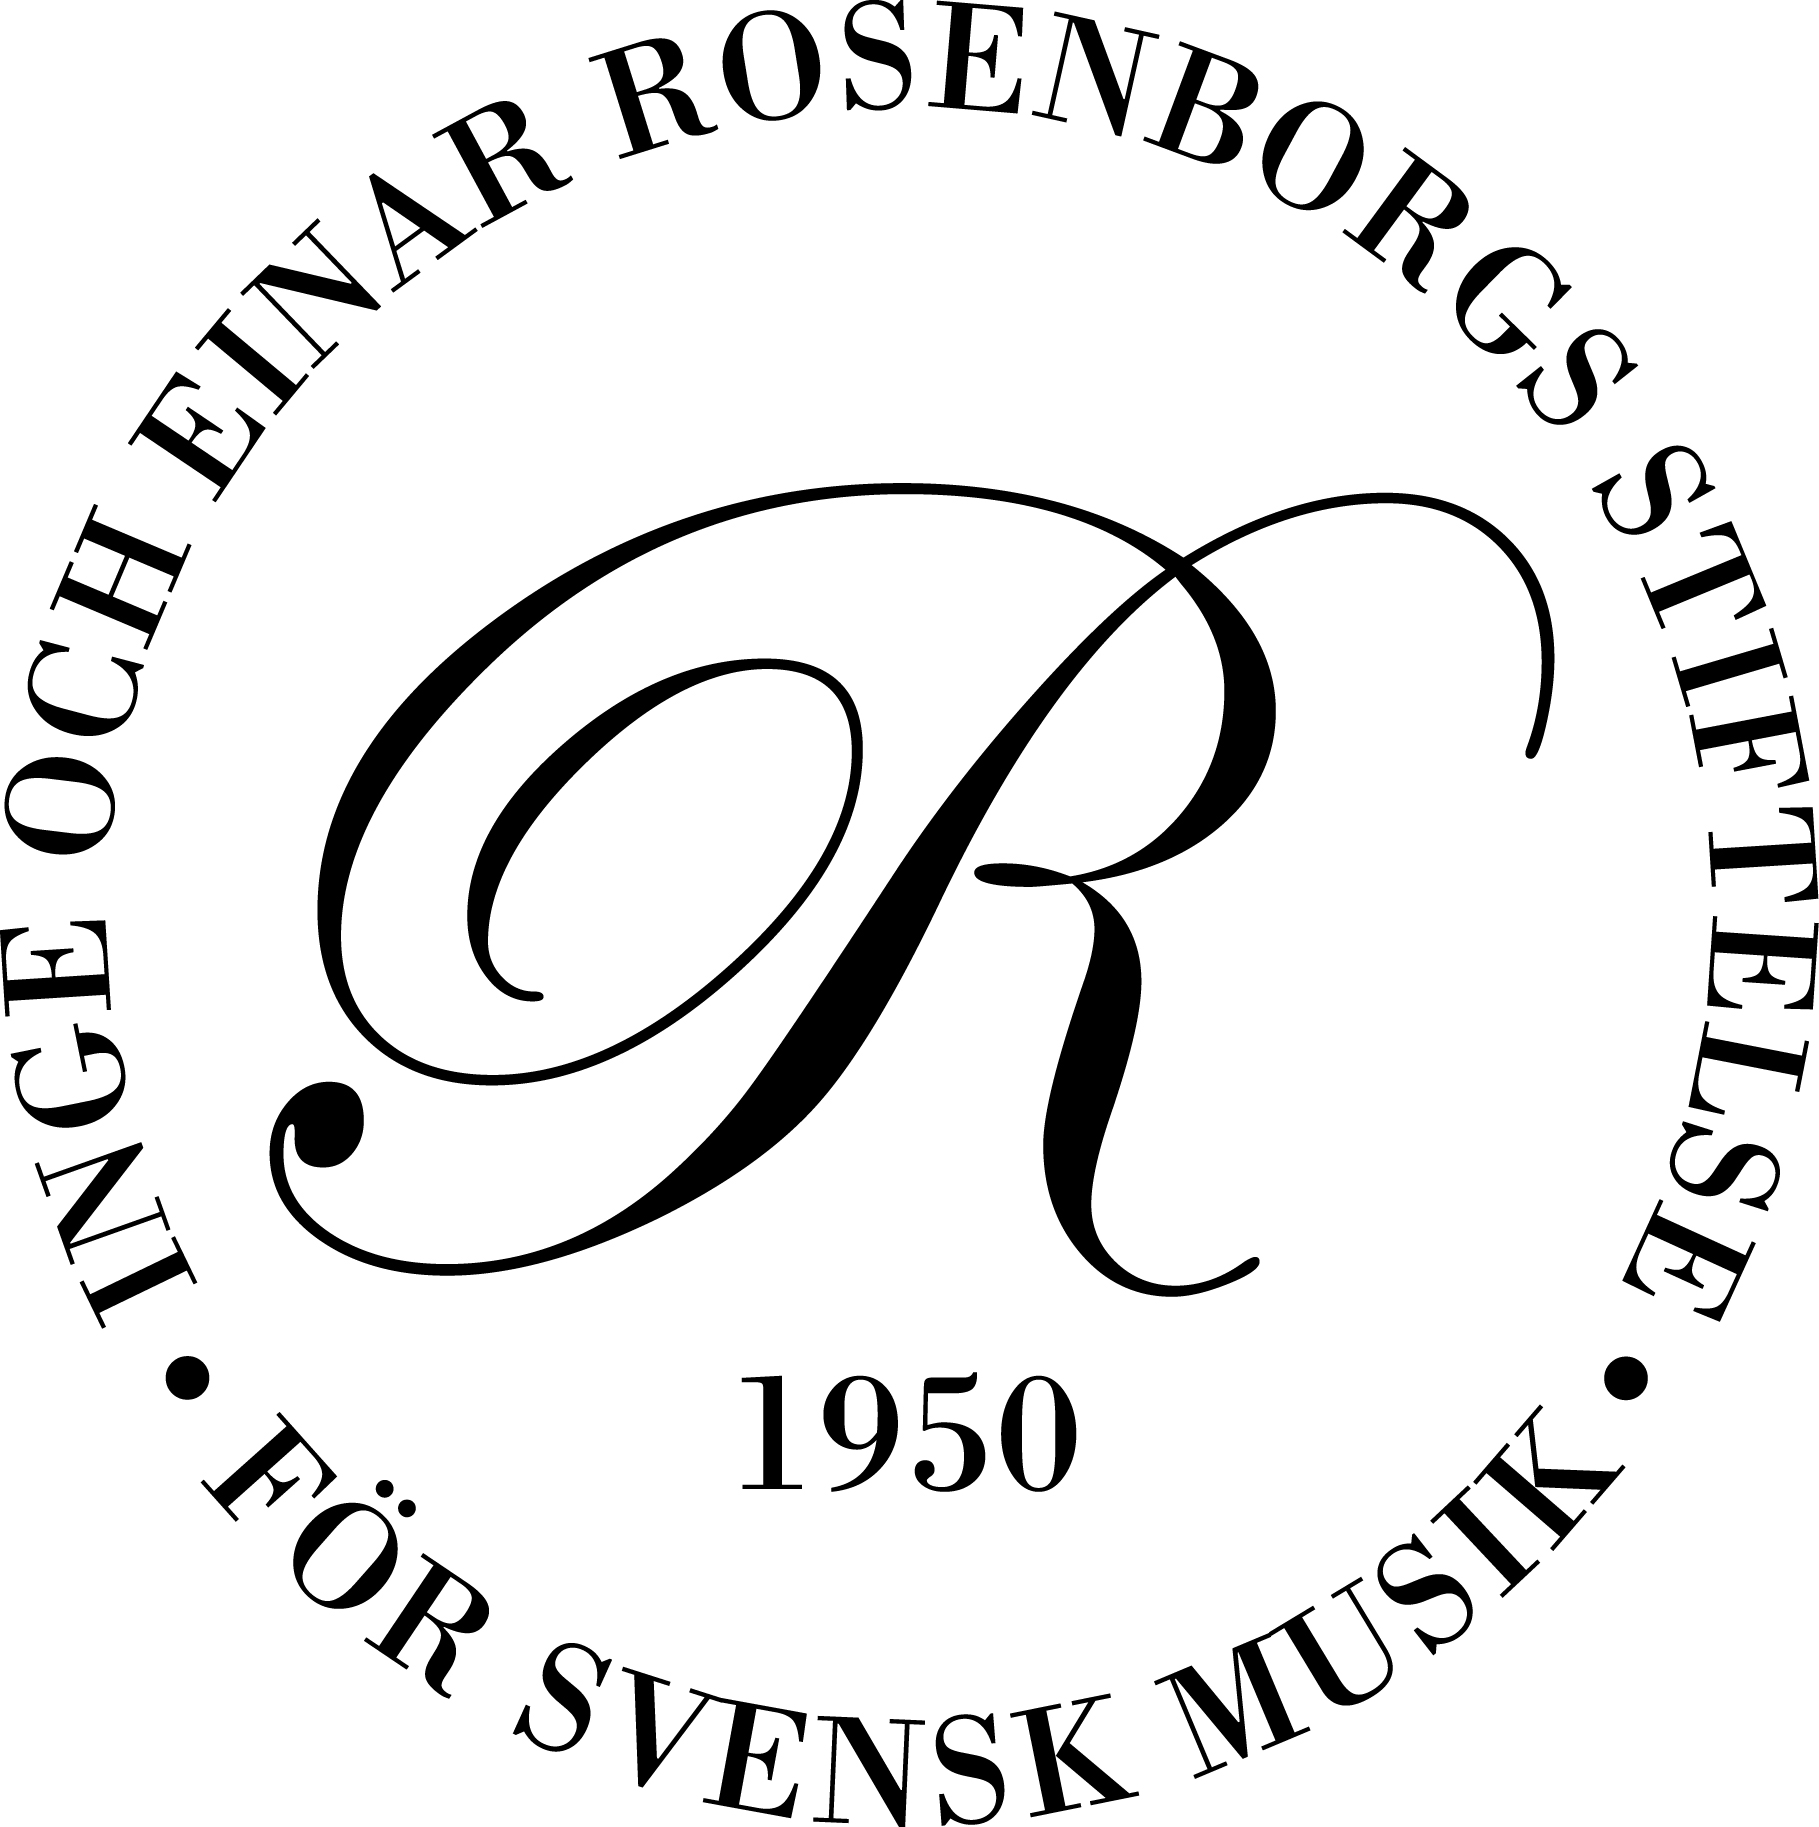 INGE OCH EINAR ROSENBORGS STIFTELSE
R
1950
• FÖR SVENSK MUSIK •